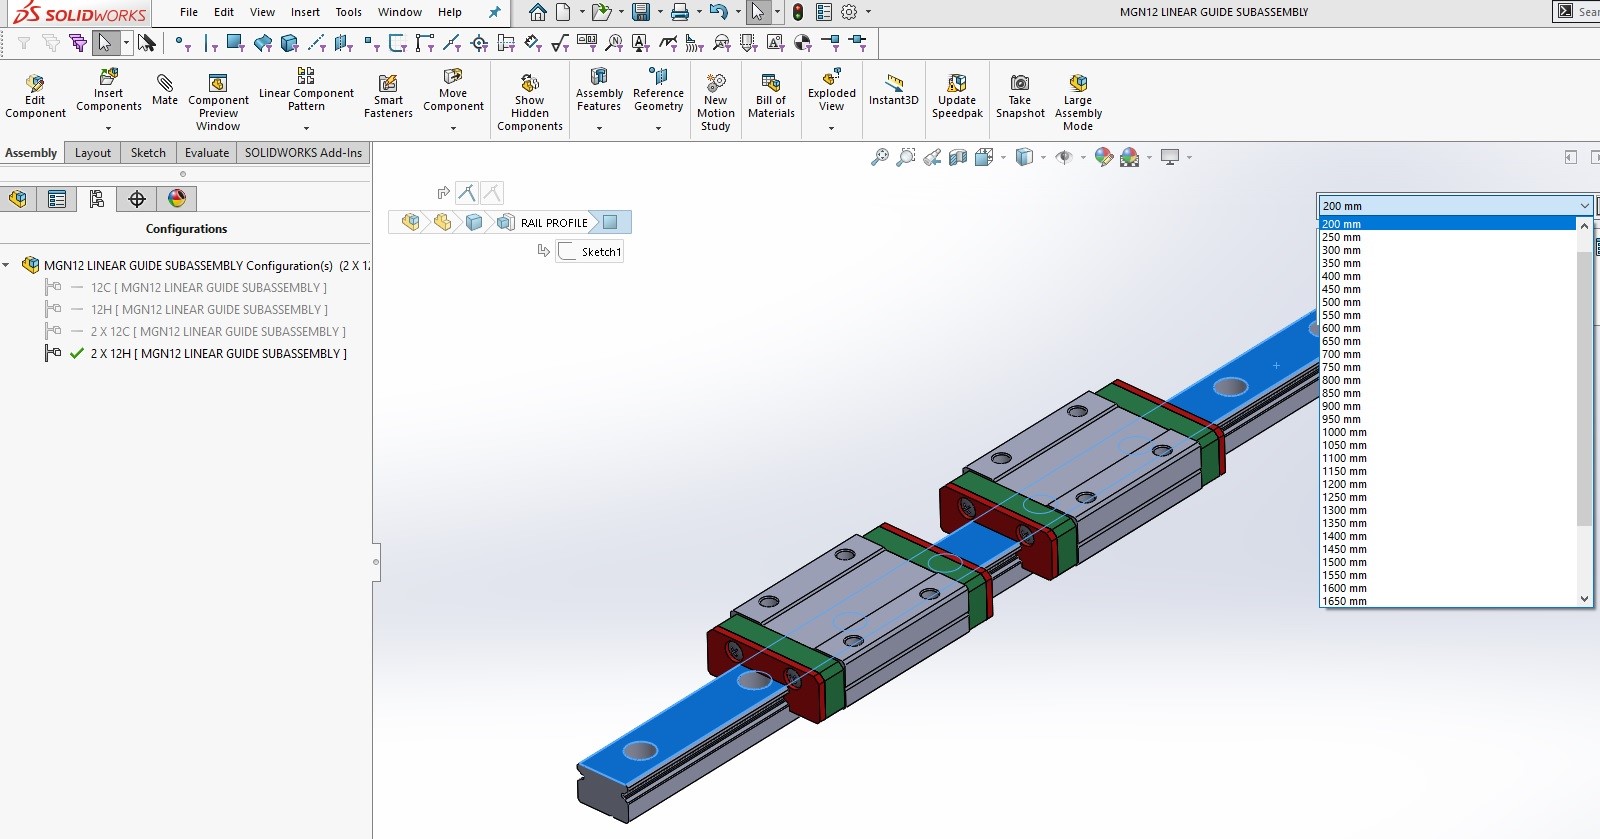 SOLIDWORKS
File Edit View Insert Tools Window Help
MGN12 LINEAR GUIDE SUBASSEMBLY
Edit Component
Insert Components
Mate
Component Preview Window
Linear Component Pattern
Smart Fasteners
Move Component
Show Hidden Components
Assembly Features
Reference Geometry
New Motion Study
Bill of Materials
Exploded View
Instant3D
Update Speedpak
Take Snapshot
Large Assembly Mode
Assembly Layout Sketch Evaluate SOLIDWORKS Add-Ins
Configurations
MGN12 LINEAR GUIDE SUBASSEMBLY Configuration(s) (2 X 12
12C [ MGN12 LINEAR GUIDE SUBASSEMBLY ]
12H [ MGN12 LINEAR GUIDE SUBASSEMBLY ]
2 X 12C [ MGN12 LINEAR GUIDE SUBASSEMBLY ]
2 X 12H [ MGN12 LINEAR GUIDE SUBASSEMBLY ]
RAIL PROFILE
Sketch1
200 mm
200 mm
250 mm
300 mm
350 mm
400 mm
450 mm
500 mm
550 mm
600 mm
650 mm
700 mm
750 mm
800 mm
850 mm
900 mm
950 mm
1000 mm
1050 mm
1100 mm
1150 mm
1200 mm
1250 mm
1300 mm
1350 mm
1400 mm
1450 mm
1500 mm
1550 mm
1600 mm
1650 mm